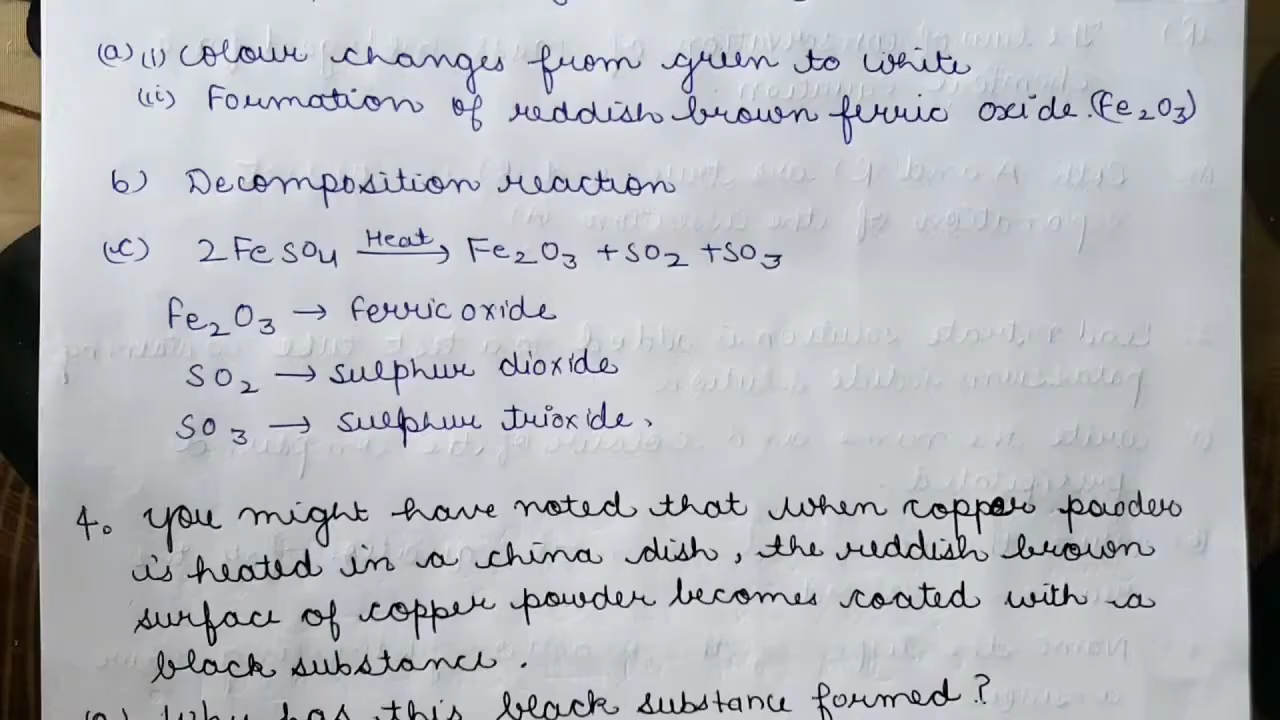 (a) (i) Colour changes from green to white
(ii) Formation of reddish brown ferric oxide. (Fe2O3)
b) Decomposition reaction
(c) 2FeSO4 Heat → Fe2O3 + SO2 + SO3
Fe2O3 → Ferric oxide
SO2 → sulphur dioxide
SO3 → sulphur trioxide.
4. You might have noted that when copper paoder
is heated in a china dish, the reddish brown
surface of copper powder becomes coated with a
black substance.
(a) Why has this black substance formed?